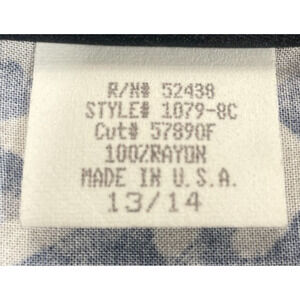 R/N# 52438
STYLE# 1079-8C
Cut# 57890F
100%RAYON
MADE IN U.S.A.
13/14